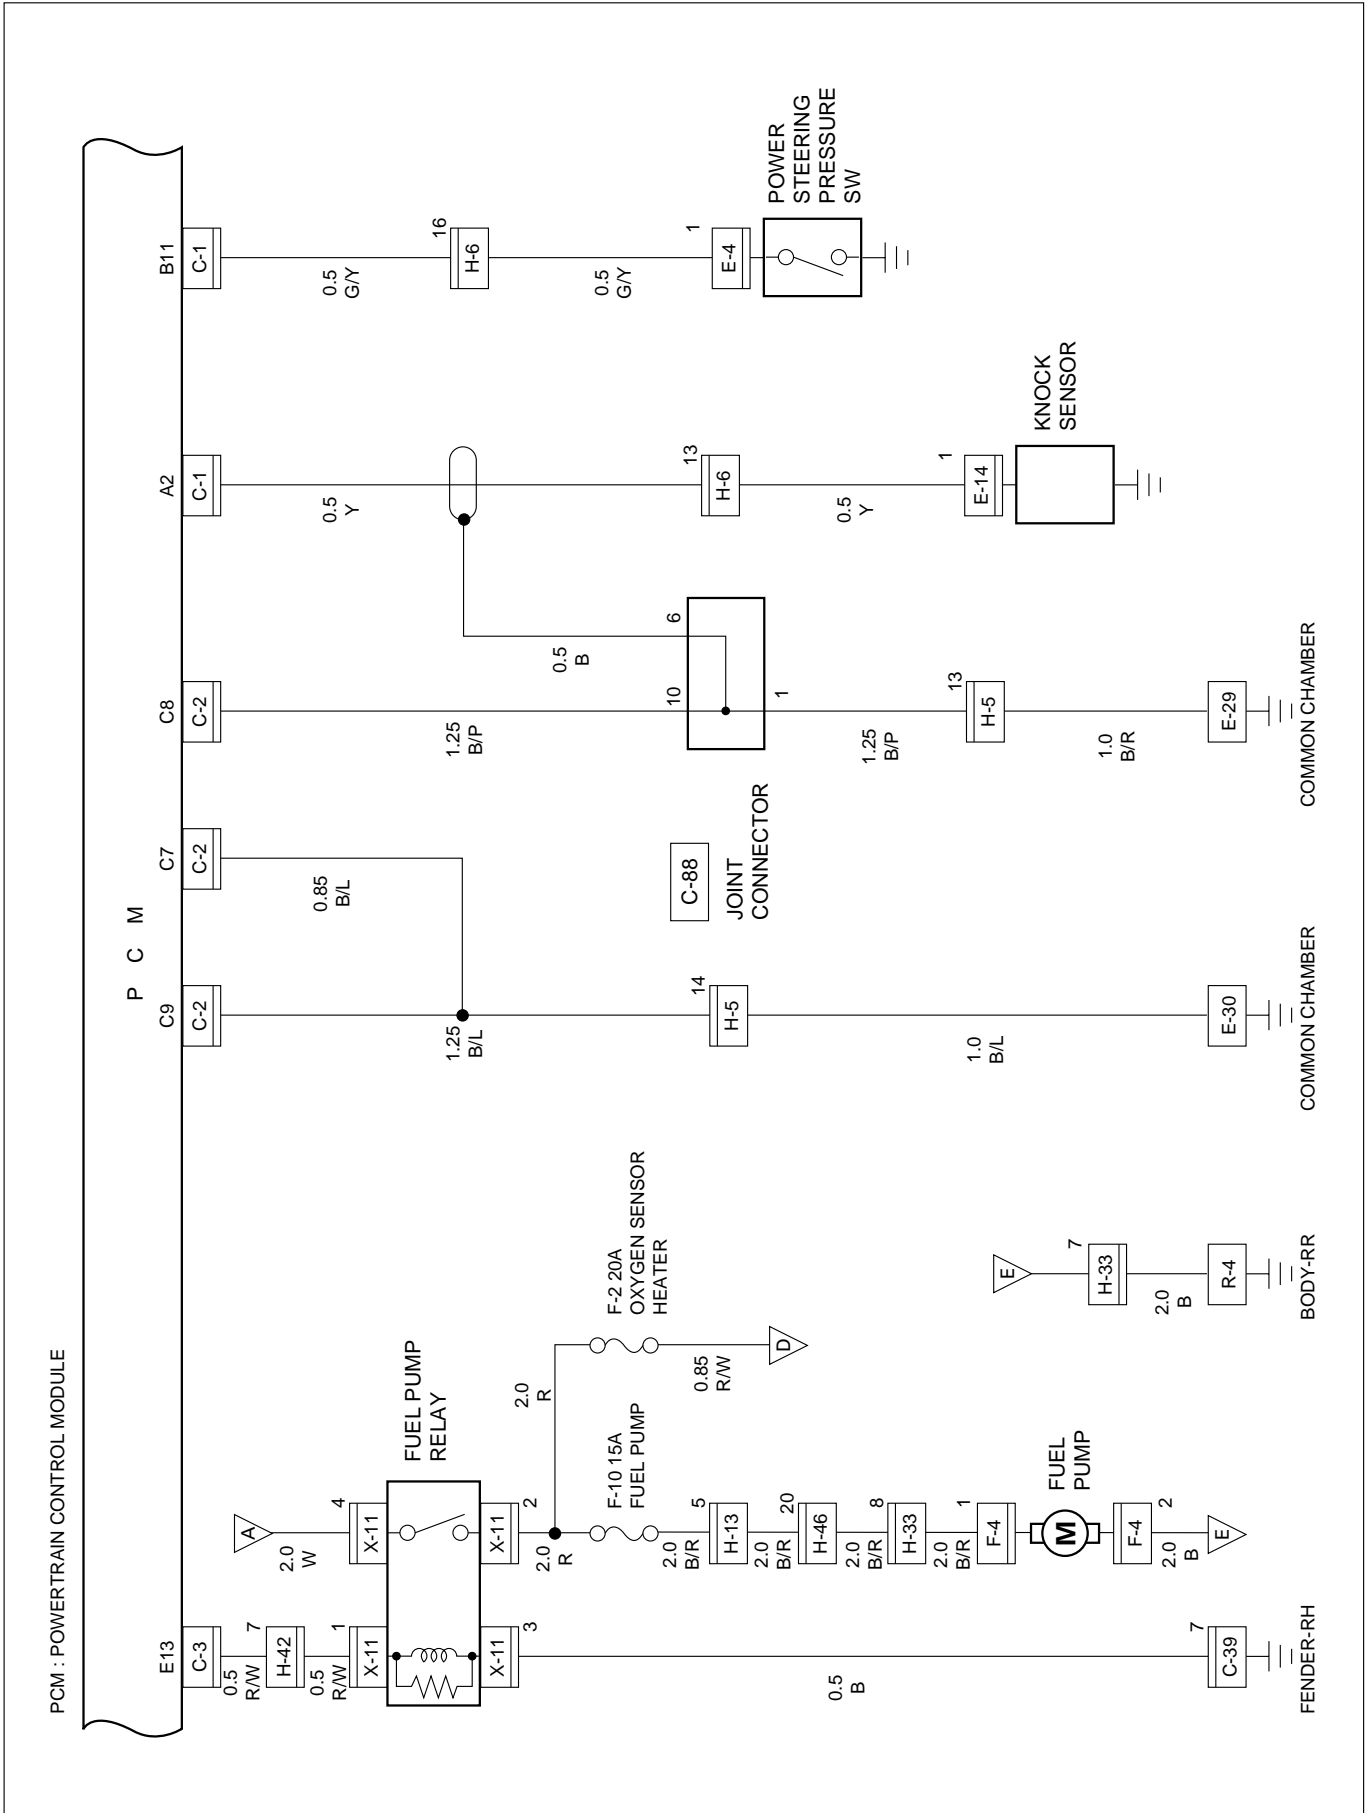 PCM : POWERTRAIN CONTROL MODULE
P C M
E13
C-3
0.5
R/W
7
H-42
0.5
R/W
1
X-11
X-11
3
0.5
B
7
C-39
FENDER-RH
A
2.0
W
4
X-11
FUEL PUMP
RELAY
X-11
2
2.0
R
2.0
R
F-10 15A
FUEL PUMP
F-2 20A
OXYGEN SENSOR
HEATER
0.85
R/W
D
2.0
B/R
5
H-13
2.0
B/R
20
H-46
2.0
B/R
8
H-33
2.0
B/R
1
F-4
M
FUEL
PUMP
F-4
2
2.0
B
E
E
7
H-33
2.0
B
R-4
BODY-RR
C9
C-2
1.25
B/L
14
H-5
1.0
B/L
E-30
COMMON CHAMBER
C7
C-2
0.85
B/L
C-88
JOINT
CONNECTOR
C8
C-2
1.25
B/P
10
6
1
0.5
B
1.25
B/P
13
H-5
1.0
B/R
E-29
COMMON CHAMBER
A2
C-1
0.5
Y
13
H-6
0.5
Y
1
E-14
KNOCK
SENSOR
B11
C-1
0.5
G/Y
16
H-6
0.5
G/Y
1
E-4
POWER
STEERING
PRESSURE
SW